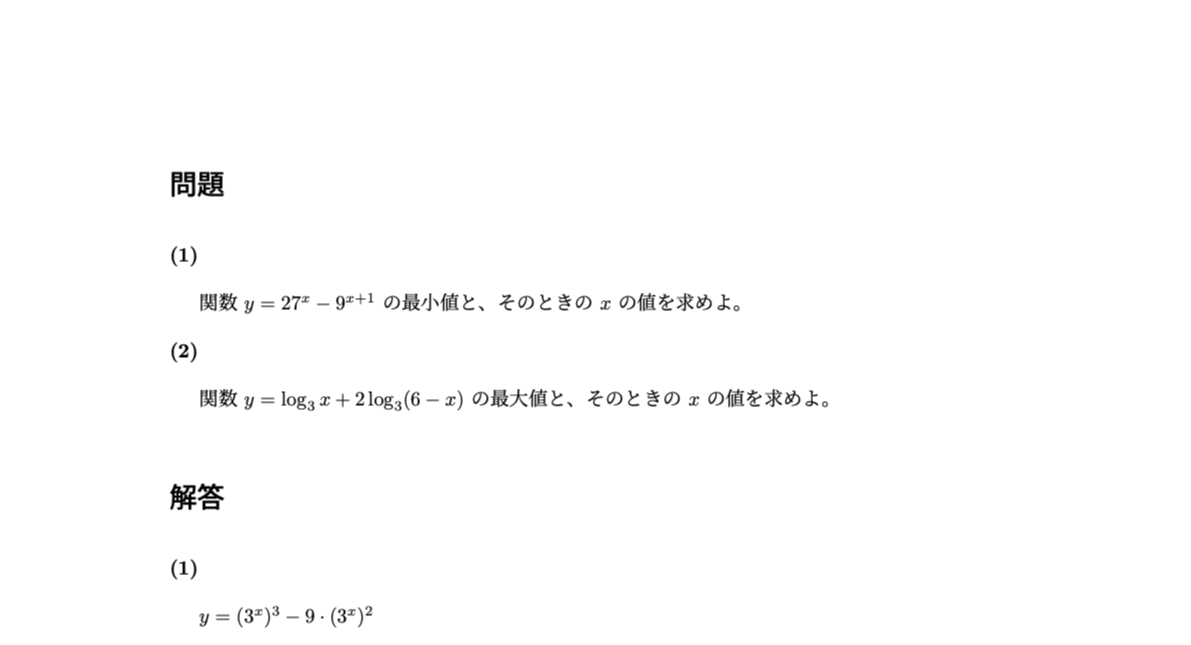 問題
(1)
関数 y = 27^x − 9^{x+1} の最小値と、そのときの x の値を求めよ。
(2)
関数 y = log_3 x + 2 log_3(6 − x) の最大値と、そのときの x の値を求めよ。
解答
(1)
y = (3^x)^3 − 9 · (3^x)^2